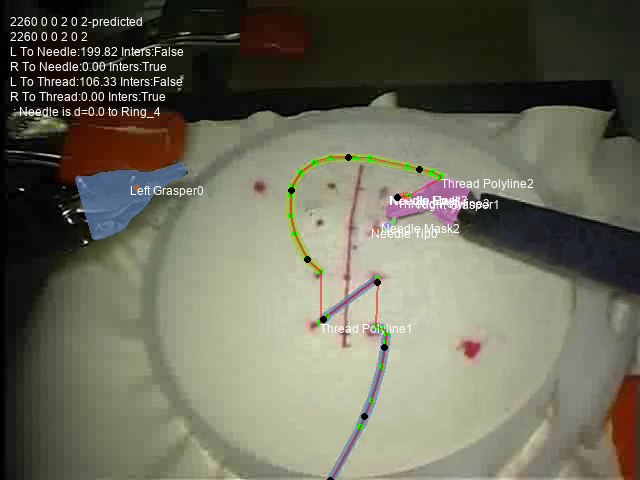 2260 0 0 2 0 2-predicted
2260 0 0 2 0 2
L To Needle:199.82 Inters:False
R To Needle:0.00 Inters:True
L To Thread:106.33 Inters:False
R To Thread:0.00 Inters:True
: Needle is d=0.0 to Ring_4
Thread Polyline2
Left Grasper0
Right Grasper1
Needle Mask2
Needle Tip0
Thread Polyline1